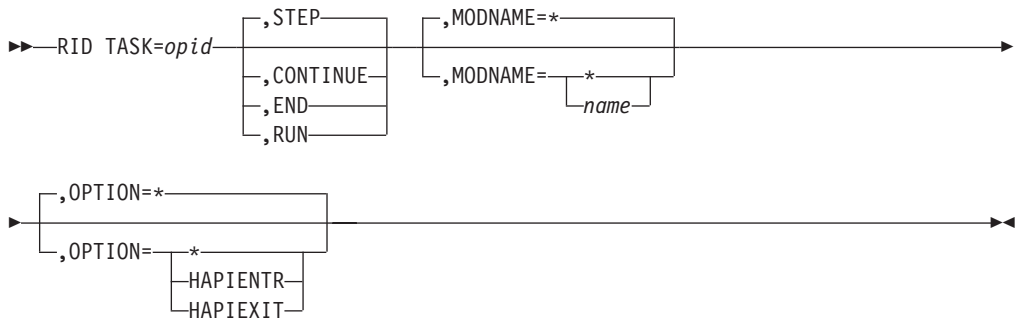 ,STEP ,MODNAME=*
RID TASK=opid
,CONTINUE ,MODNAME= *
,END name
,RUN
,OPTION=*
,OPTION= *
HAPIENTR
HAPIEXIT